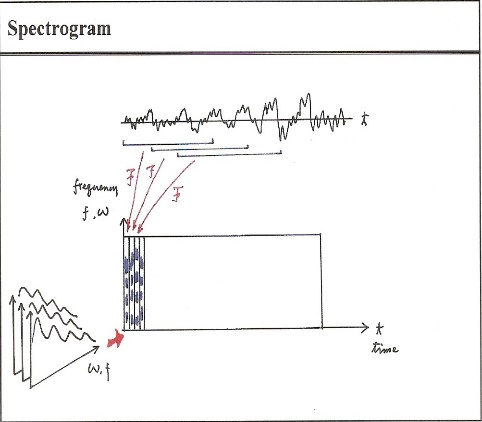 Spectrogram
t
F F F
frequency
f, ω
t
time
ω, f